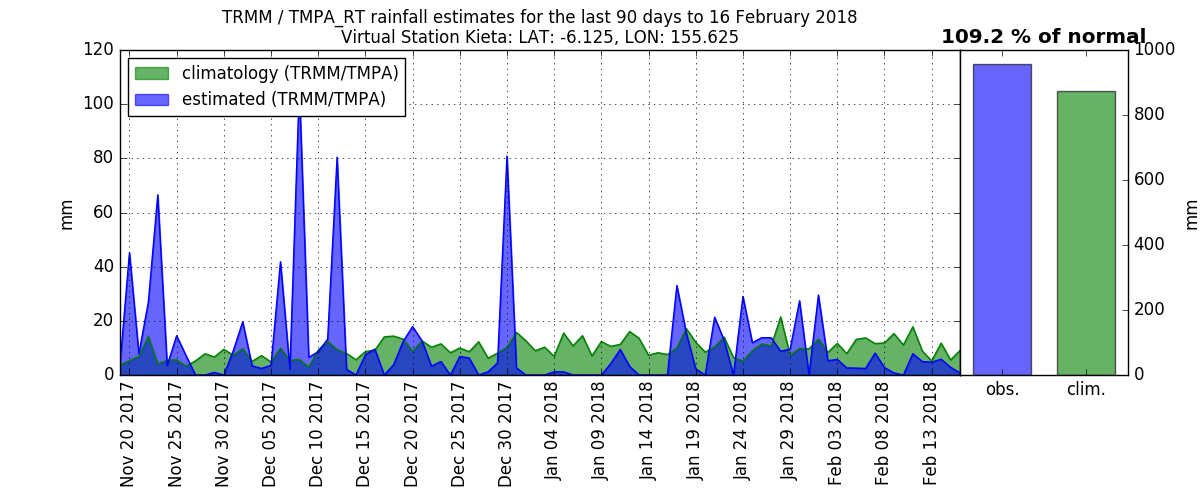 TRMM / TMPA_RT rainfall estimates for the last 90 days to 16 February 2018
Virtual Station Kieta: LAT: -6.125, LON: 155.625
109.2 % of normal
climatology (TRMM/TMPA)
estimated (TRMM/TMPA)
mm
120
100
80
60
40
20
0
Nov 20 2017
Nov 25 2017
Nov 30 2017
Dec 05 2017
Dec 10 2017
Dec 15 2017
Dec 20 2017
Dec 25 2017
Dec 30 2017
Jan 04 2018
Jan 09 2018
Jan 14 2018
Jan 19 2018
Jan 24 2018
Jan 29 2018
Feb 03 2018
Feb 08 2018
Feb 13 2018
obs.
clim.
1000
800
600
400
200
0
mm